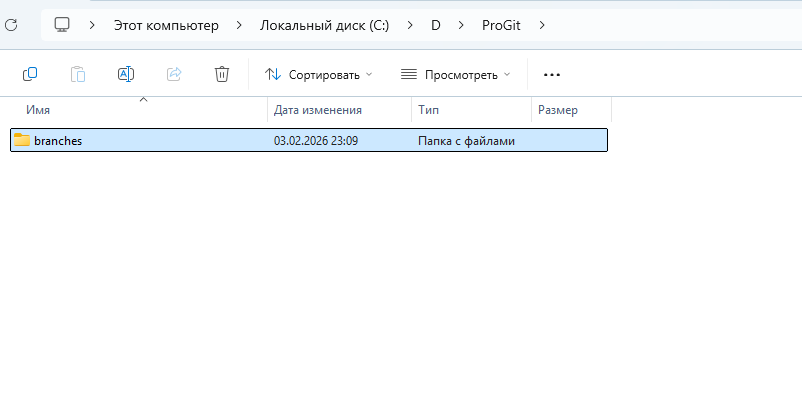 Этот компьютер > Локальный диск (C:) > D > ProGit >
Сортировать Просмотреть
Имя Дата изменения Тип Размер
branches 03.02.2026 23:09 Папка с файлами